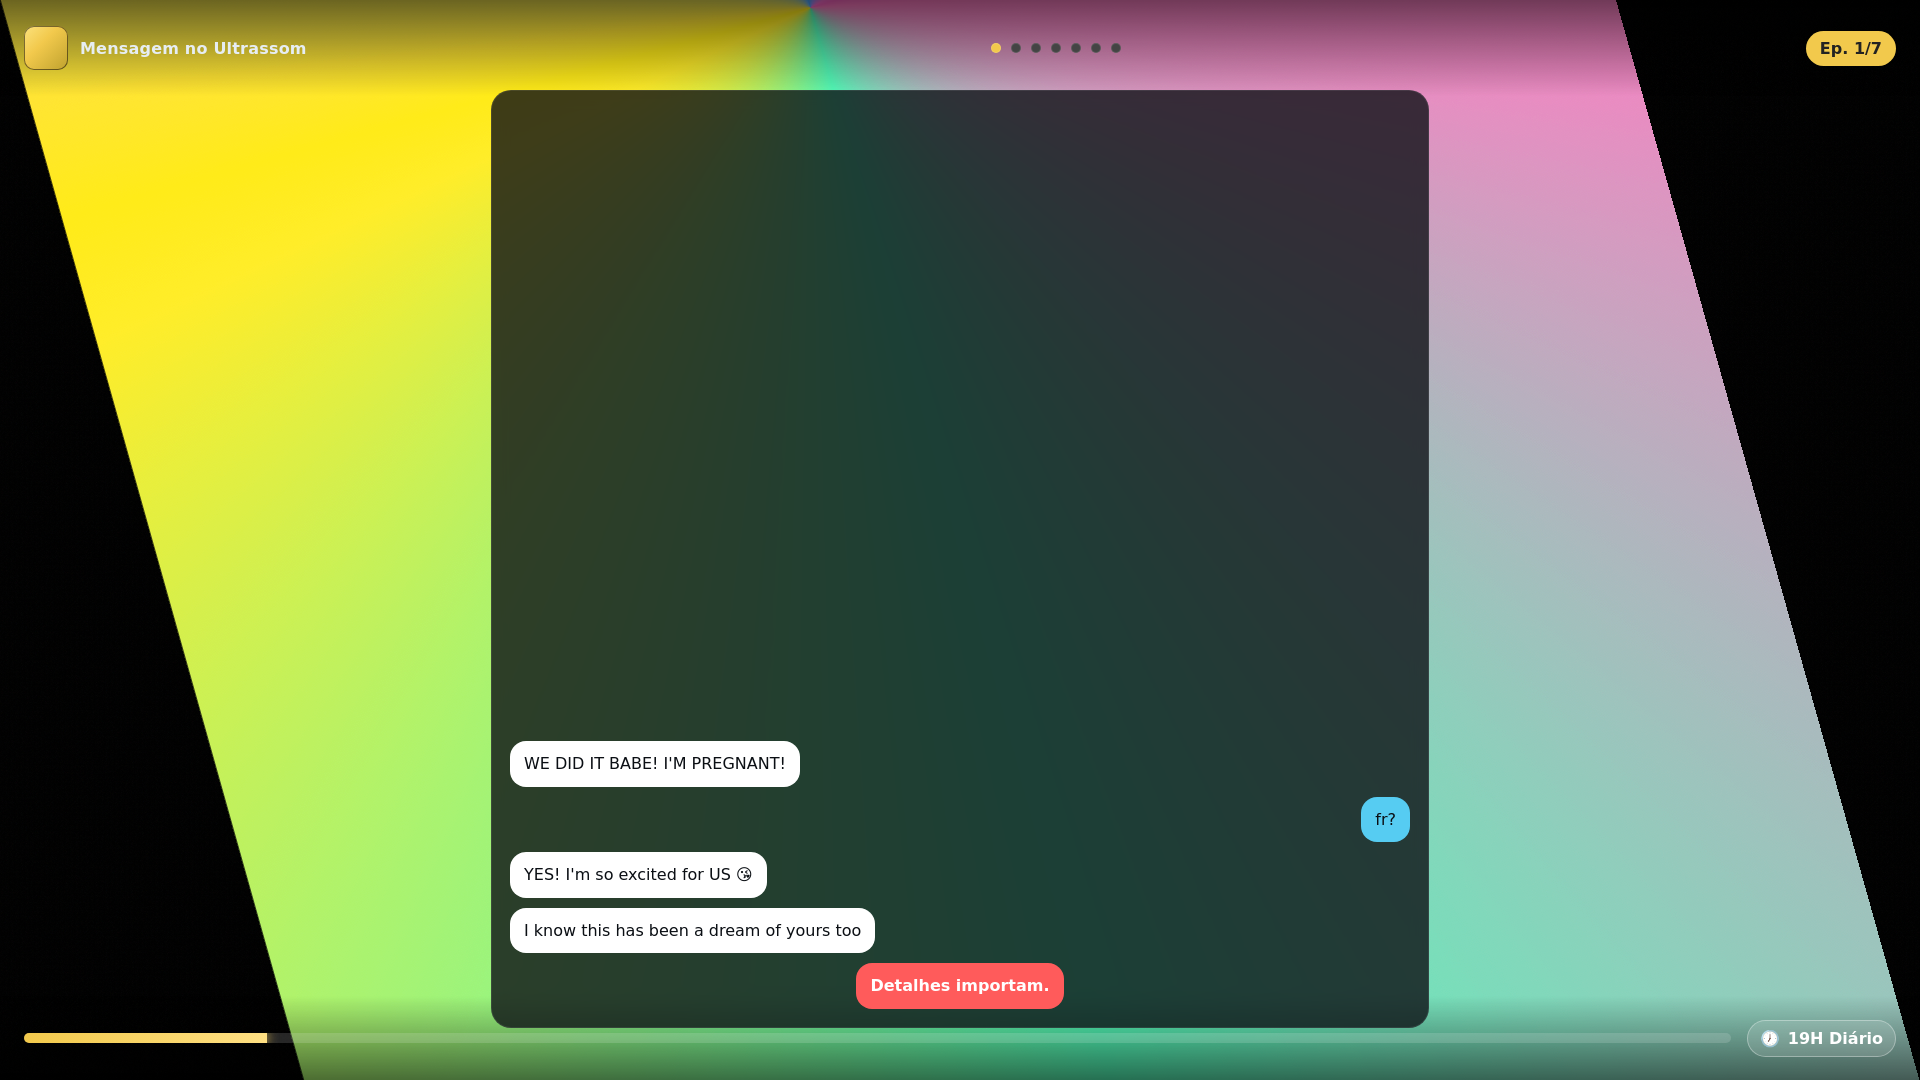 Mensagem no Ultrassom
Ep. 1/7
WE DID IT BABE! I'M PREGNANT!
fr?
YES! I'm so excited for US 😘
I know this has been a dream of yours too
Detalhes importam.
🕖 19H Diário